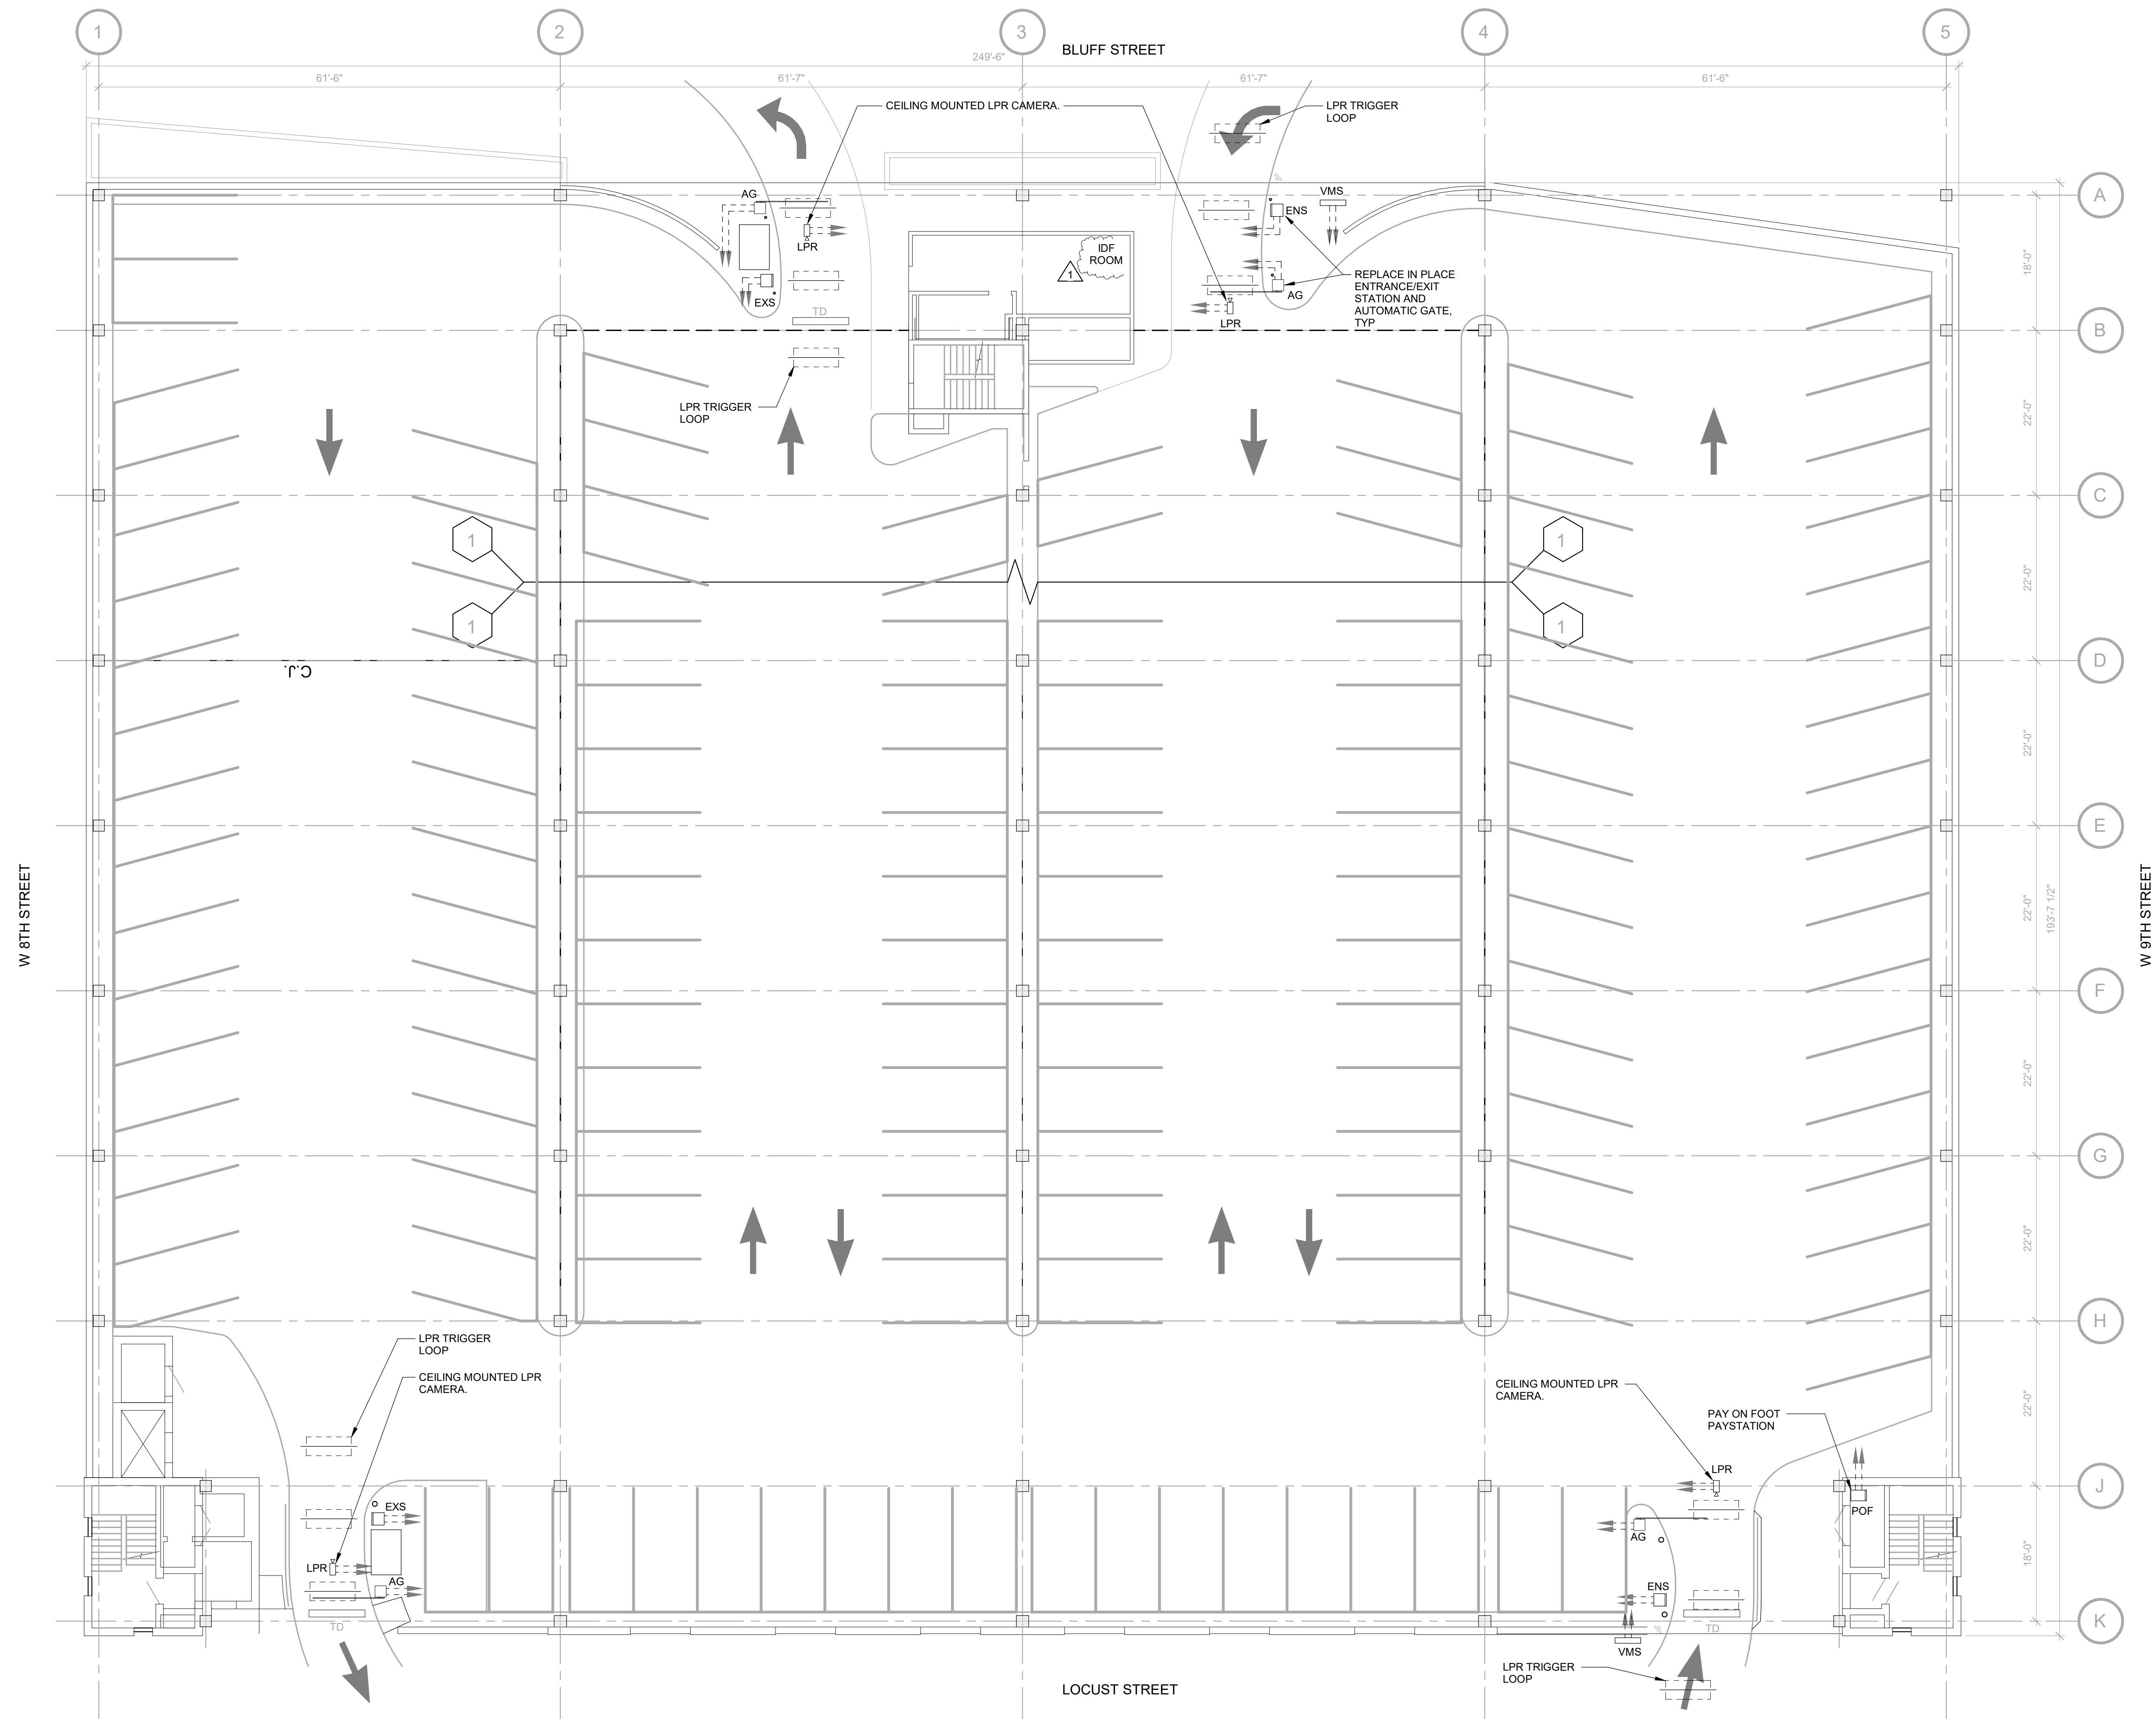 1
2
3
4
5
BLUFF STREET
249'-6"
61'-6"
61'-7"
61'-7"
61'-6"
CEILING MOUNTED LPR CAMERA.
LPR TRIGGER
LOOP
AG
LPR
EXS
TD
IDF
ROOM
1
ENS
VMS
AG
LPR
REPLACE IN PLACE
ENTRANCE/EXIT
STATION AND
AUTOMATIC GATE,
TYP
A
18'-0"
B
LPR TRIGGER
LOOP
22'-0"
C
1
1
22'-0"
1
1
C.J.
D
22'-0"
E
W 8TH STREET
22'-0"
193'-7 1/2"
W 9TH STREET
F
22'-0"
G
22'-0"
H
LPR TRIGGER
LOOP
CEILING MOUNTED LPR
CAMERA.
CEILING MOUNTED LPR
CAMERA.
PAY ON FOOT
PAYSTATION
22'-0"
LPR
J
EXS
POF
AG
LPR
AG
ENS
18'-0"
TD
TD
K
VMS
LPR TRIGGER
LOOP
LOCUST STREET